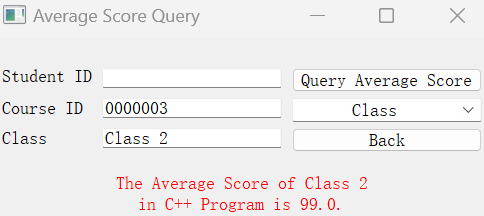 Average Score Query
Student ID
Query Average Score
Course ID 0000003
Class
Class Class 2
Back
The Average Score of Class 2
in C++ Program is 99.0.